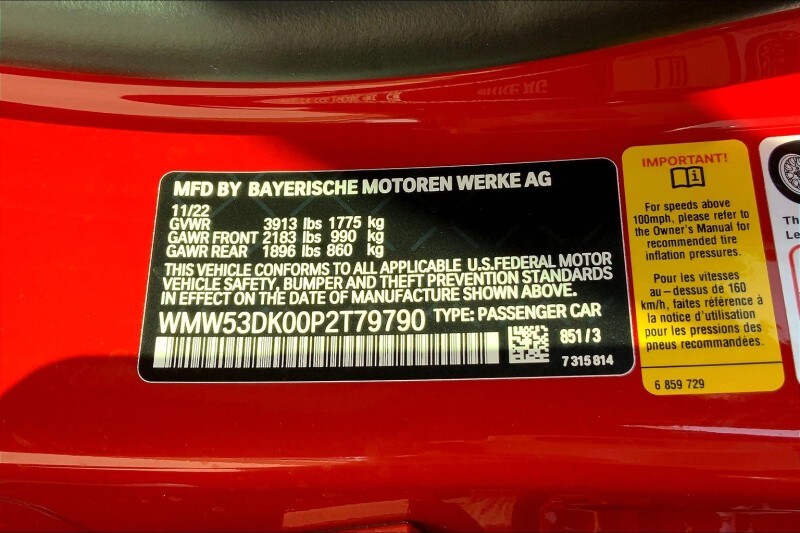 MFD BY BAYERISCHE MOTOREN WERKE AG
11/22
GVWR 3913 lbs 1775 kg
GAWR FRONT 2183 lbs 990 kg
GAWR REAR 1896 lbs 860 kg
THIS VEHICLE CONFORMS TO ALL APPLICABLE U.S.FEDERAL MOTOR
VEHICLE SAFETY, BUMPER AND THEFT PREVENTION STANDARDS
IN EFFECT ON THE DATE OF MANUFACTURE SHOWN ABOVE.
WMW53DK00P2T79790 TYPE: PASSENGER CAR
851/3
7 315 814
IMPORTANT!
For speeds above
100mph, please refer to
the Owner's Manual for
recommended tire
inflation pressures.
Pour les vitesses
au-dessus de 160
km/h, faites référence à
la notice d'utilisation
pour les pressions des
pneus recommandées.
6 859 729
Th
Le